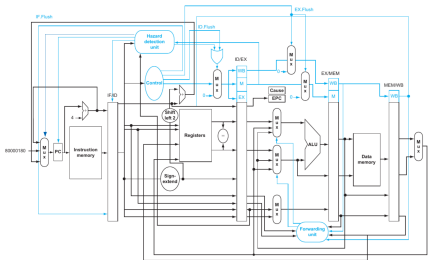 IF.Flush
EX.Flush
ID.Flush
Hazard
detection
unit
ID/EX
M
u
x
WB
Control
M
u
x
0
M
EX
Cause
EPC
WB
M
EX/MEM
M
u
x
0
MEM/WB
WB
IF/ID
4
Shift
left 2
Registers
=
M
u
x
ALU
M
u
x
80000180
M
u
x
PC
Instruction
memory
M
u
x
Data
memory
Sign-
extend
M
u
x
Forwarding
unit